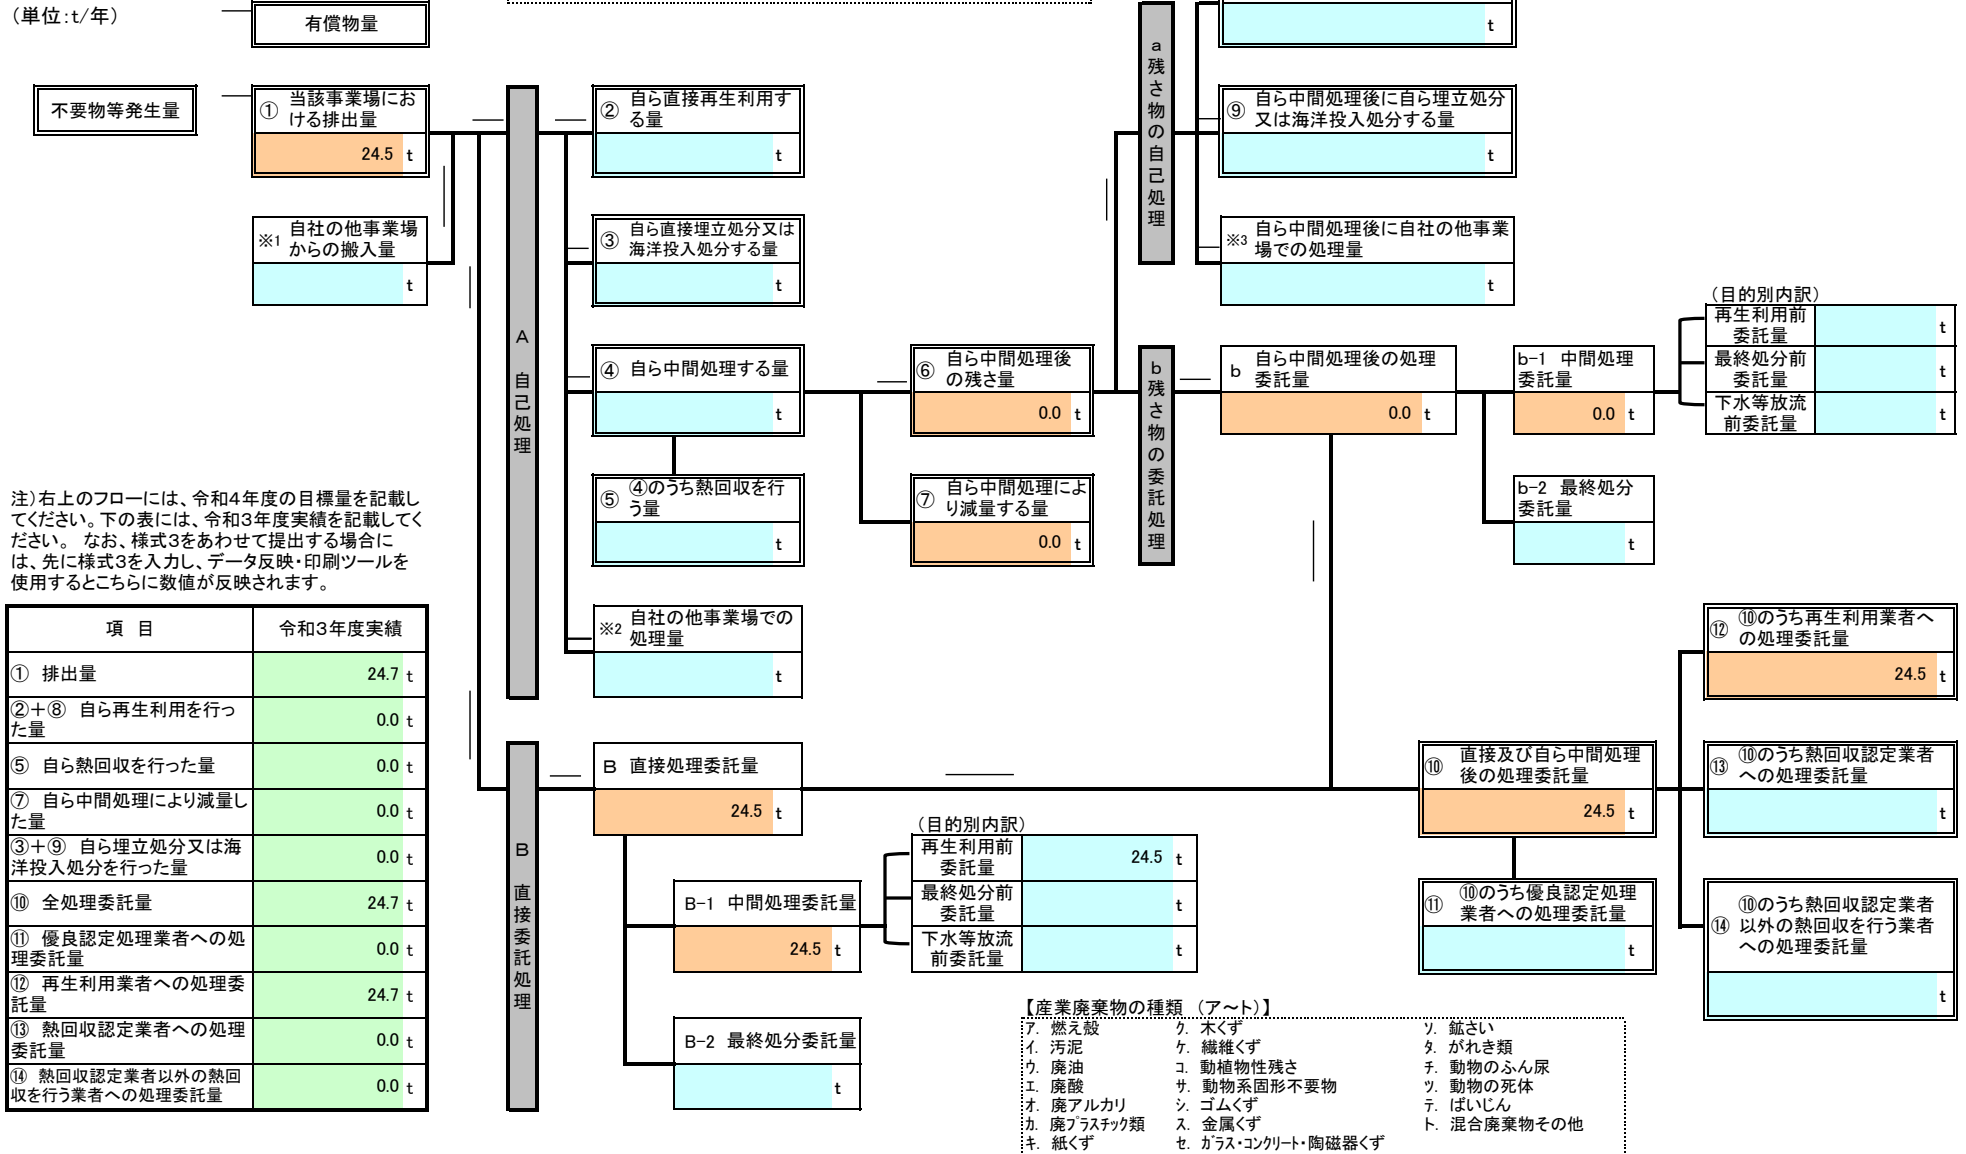 （単位:t/年）
有償物量
t
不要物等発生量
① 当該事業場にお
ける排出量
24.5 t
※1 自社の他事業場
からの搬入量
t
A 自己処理
② 自ら直接再生利用す
る量
t
③ 自ら直接埋立処分又は
海洋投入処分する量
t
④ 自ら中間処理する量
t
⑤ ④のうち熱回収を行
う量
t
※2 自社の他事業場での
処理量
t
⑥ 自ら中間処理後
の残さ量
0.0 t
⑦ 自ら中間処理によ
り減量する量
0.0 t
a 残さ物の自己処理
⑨ 自ら中間処理後に自ら埋立処分
又は海洋投入処分する量
t
※3 自ら中間処理後に自社の他事業
場での処理量
t
b 残さ物の委託処理
b 自ら中間処理後の処理
委託量
0.0 t
b-1 中間処理
委託量
0.0 t
（目的別内訳）
再生利用前
委託量
t
最終処分前
委託量
t
下水等放流
前委託量
t
b-2 最終処分
委託量
t
注）右上のフローには、令和４年度の目標量を記載し
てください。下の表には、令和３年度実績を記載してく
ださい。 なお、様式３をあわせて提出する場合に
は、先に様式３を入力し、データ反映・印刷ツールを
使用するとこちらに数値が反映されます。
項 目 令和３年度実績
① 排出量 24.7 t
②＋⑧ 自ら再生利用を行っ
た量 0.0 t
⑤ 自ら熱回収を行った量 0.0 t
⑦ 自ら中間処理により減量し
た量 0.0 t
③＋⑨ 自ら埋立処分又は海
洋投入処分を行った量 0.0 t
⑩ 全処理委託量 24.7 t
⑪ 優良認定処理業者への処
理委託量 0.0 t
⑫ 再生利用業者への処理委
託量 24.7 t
⑬ 熱回収認定業者への処理
委託量 0.0 t
⑭ 熱回収認定業者以外の熱回
収を行う業者への処理委託量 0.0 t
B 直接委託処理
B 直接処理委託量
24.5 t
B-1 中間処理委託量
24.5 t
B-2 最終処分委託量
t
（目的別内訳）
再生利用前
委託量
24.5 t
最終処分前
委託量
t
下水等放流
前委託量
t
⑩ 直接及び自ら中間処理
後の処理委託量
24.5 t
⑪ ⑩のうち優良認定処理
業者への処理委託量
t
⑫ ⑩のうち再生利用業者へ
の処理委託量
24.5 t
⑬ ⑩のうち熱回収認定業者
への処理委託量
t
⑭ ⑩のうち熱回収認定業者
以外の熱回収を行う業者
への処理委託量
t
【産業廃棄物の種類 （ア～ト）】
ア. 燃え殻 ク. 木くず ソ. 鉱さい
イ. 汚泥 ケ. 繊維くず タ. がれき類
ウ. 廃油 コ. 動植物性残さ チ. 動物のふん尿
エ. 廃酸 サ. 動物系固形不要物 ツ. 動物の死体
オ. 廃アルカリ シ. ゴムくず テ. ばいじん
カ. 廃プラスチック類 ス. 金属くず ト. 混合廃棄物その他
キ. 紙くず セ. ガラス・コンクリート・陶磁器くず